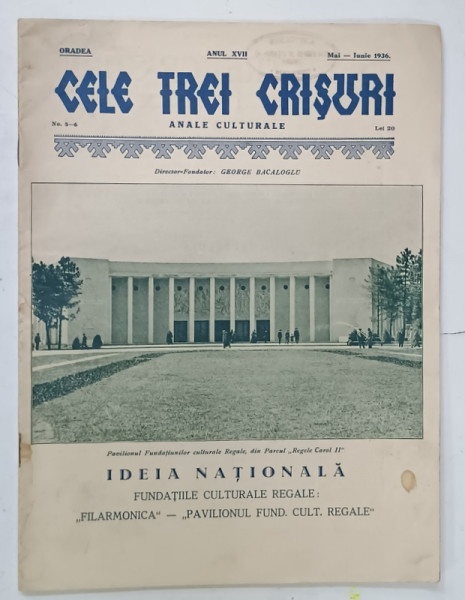 ORADEA ANUL XVII Mai — Iunie 1936.
CELE TREI CRIŞURI
No. 5–6 ANALE CULTURALE Lei 20
Director-Fondator: GEORGE BACALOGLU
Pavilionul Fundaţiunilor culturale Regale, din Parcul „Regele Carol II“
IDEIA NAŢIONALĂ
FUNDAŢIILE CULTURALE REGALE:
„FILARMONICA“ — „PAVILIONUL FUND. CULT. REGALE“